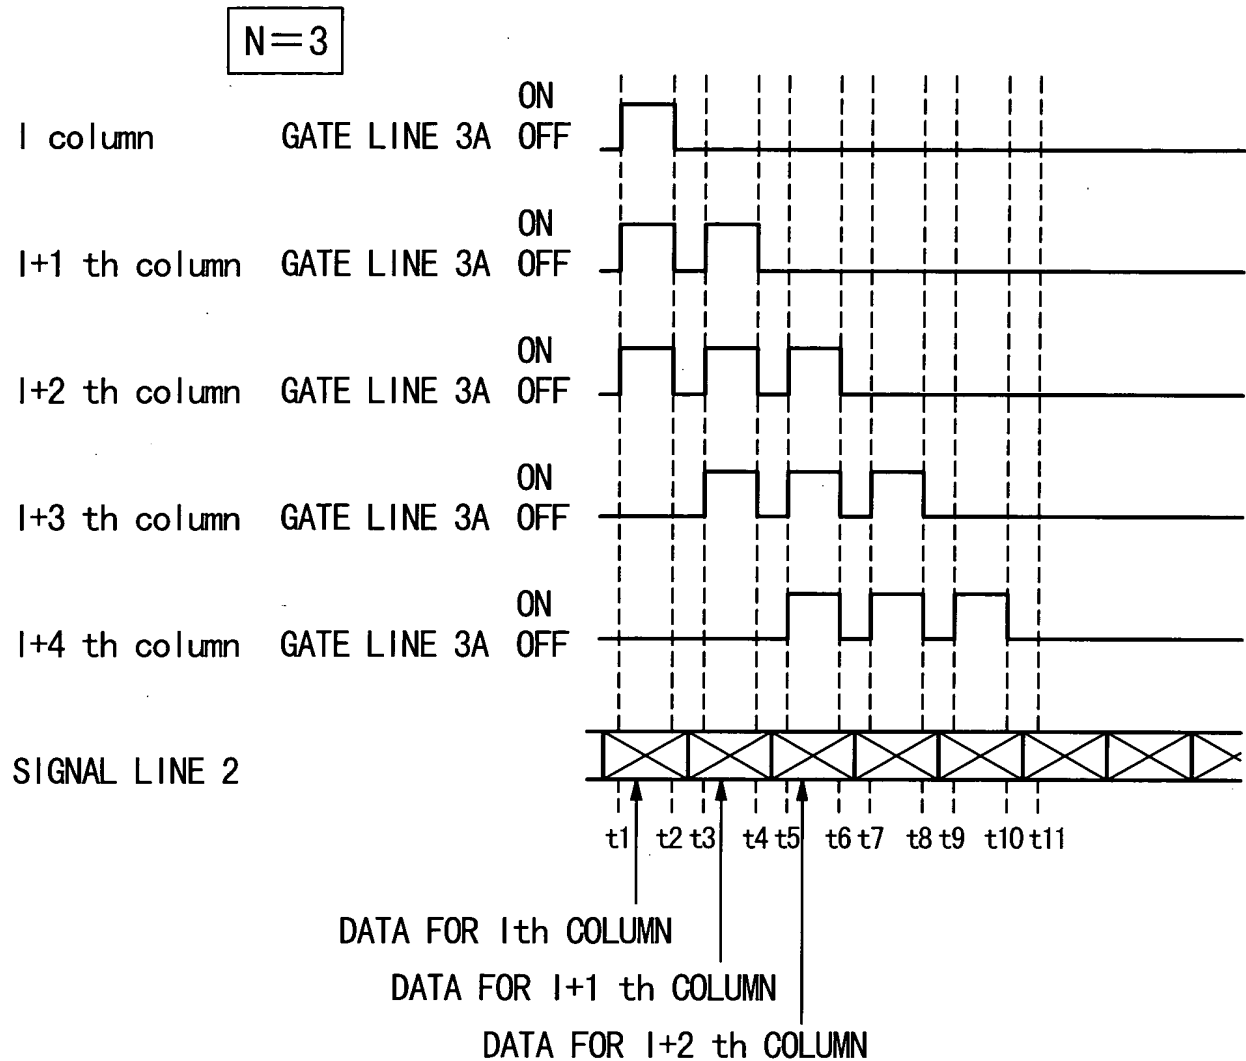 N=3
ON
I column GATE LINE 3A OFF
ON
I+1 th column GATE LINE 3A OFF
ON
I+2 th column GATE LINE 3A OFF
ON
I+3 th column GATE LINE 3A OFF
ON
I+4 th column GATE LINE 3A OFF
SIGNAL LINE 2
t1 t2 t3 t4 t5 t6 t7 t8 t9 t10 t11
DATA FOR Ith COLUMN
DATA FOR I+1 th COLUMN
DATA FOR I+2 th COLUMN